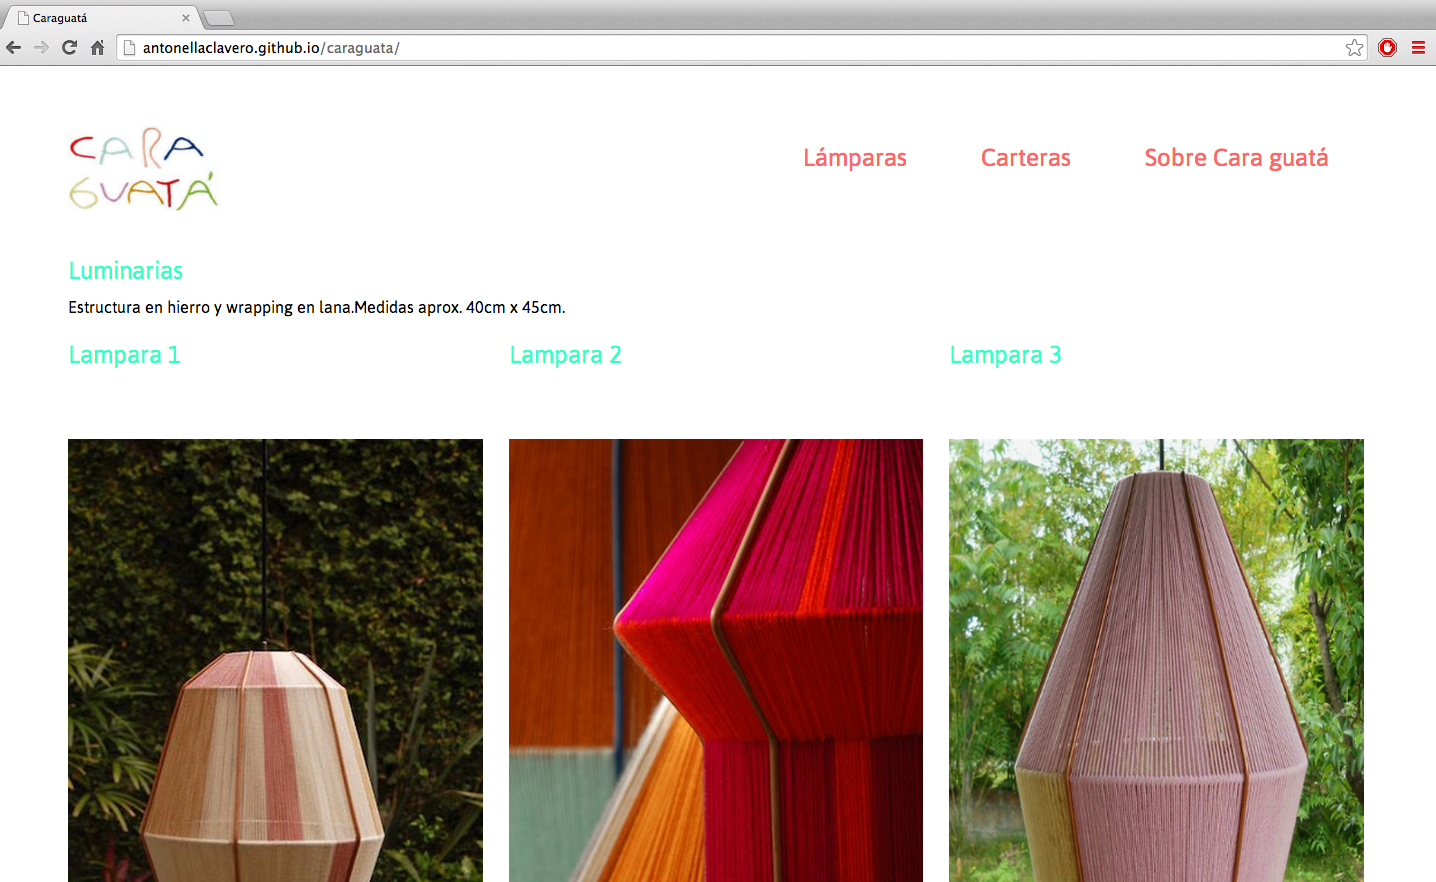 Caraguatá
antonellaclavero.github.io/caraguata/
CARA
GUATÁ
Lámparas
Carteras
Sobre Cara guatá
Luminarias
Estructura en hierro y wrapping en lana.Medidas aprox. 40cm x 45cm.
Lampara 1
Lampara 2
Lampara 3